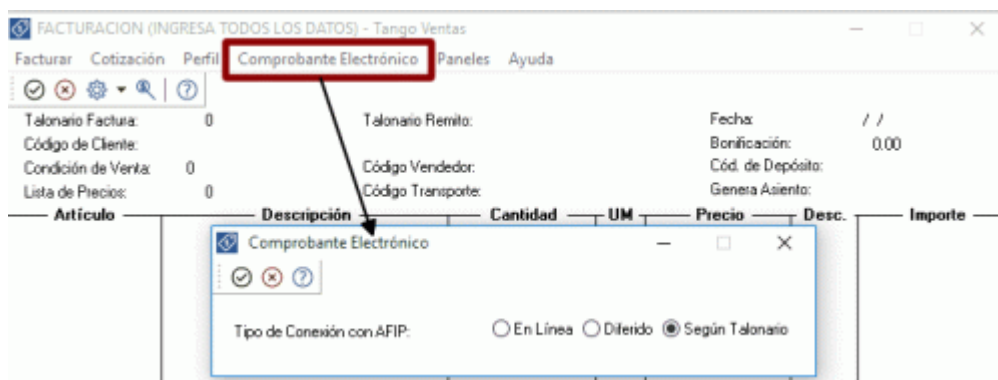 FACTURACION (INGRESA TODOS LOS DATOS) - Tango Ventas
Facturar Cotización Perfil Comprobante Electrónico Paneles Ayuda
Talonario Factura: 0 Talonario Remito: Fecha: / /
Código de Cliente: Bonificación: 0.00
Condición de Venta: 0 Código Vendedor: Cód. de Depósito:
Lista de Precios: 0 Código Transporte: Genera Asiento:
Artículo Descripción Cantidad UM Precio Desc. Importe
Comprobante Electrónico
Tipo de Conexión con AFIP: En Línea Diferido Según Talonario